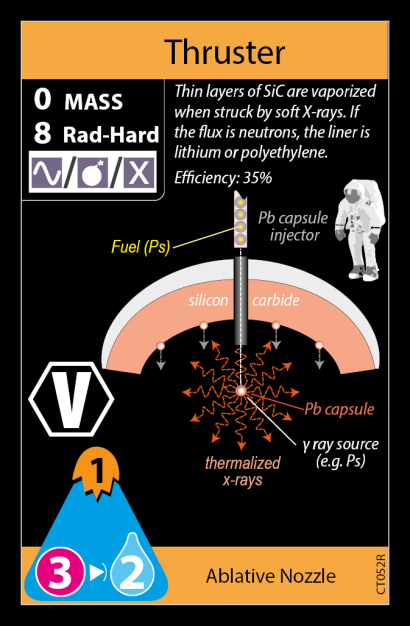 Thruster
0 MASS
8 Rad-Hard
/ / X
Thin layers of SiC are vaporized
when struck by soft X-rays. If
the flux is neutrons, the liner is
lithium or polyethylene.
Efficiency: 35%
Fuel (Ps)
Pb capsule
injector
silicon carbide
Pb capsule
γ ray source
(e.g. Ps)
thermalized
x-rays
V
1
3 2
Ablative Nozzle
CT052R